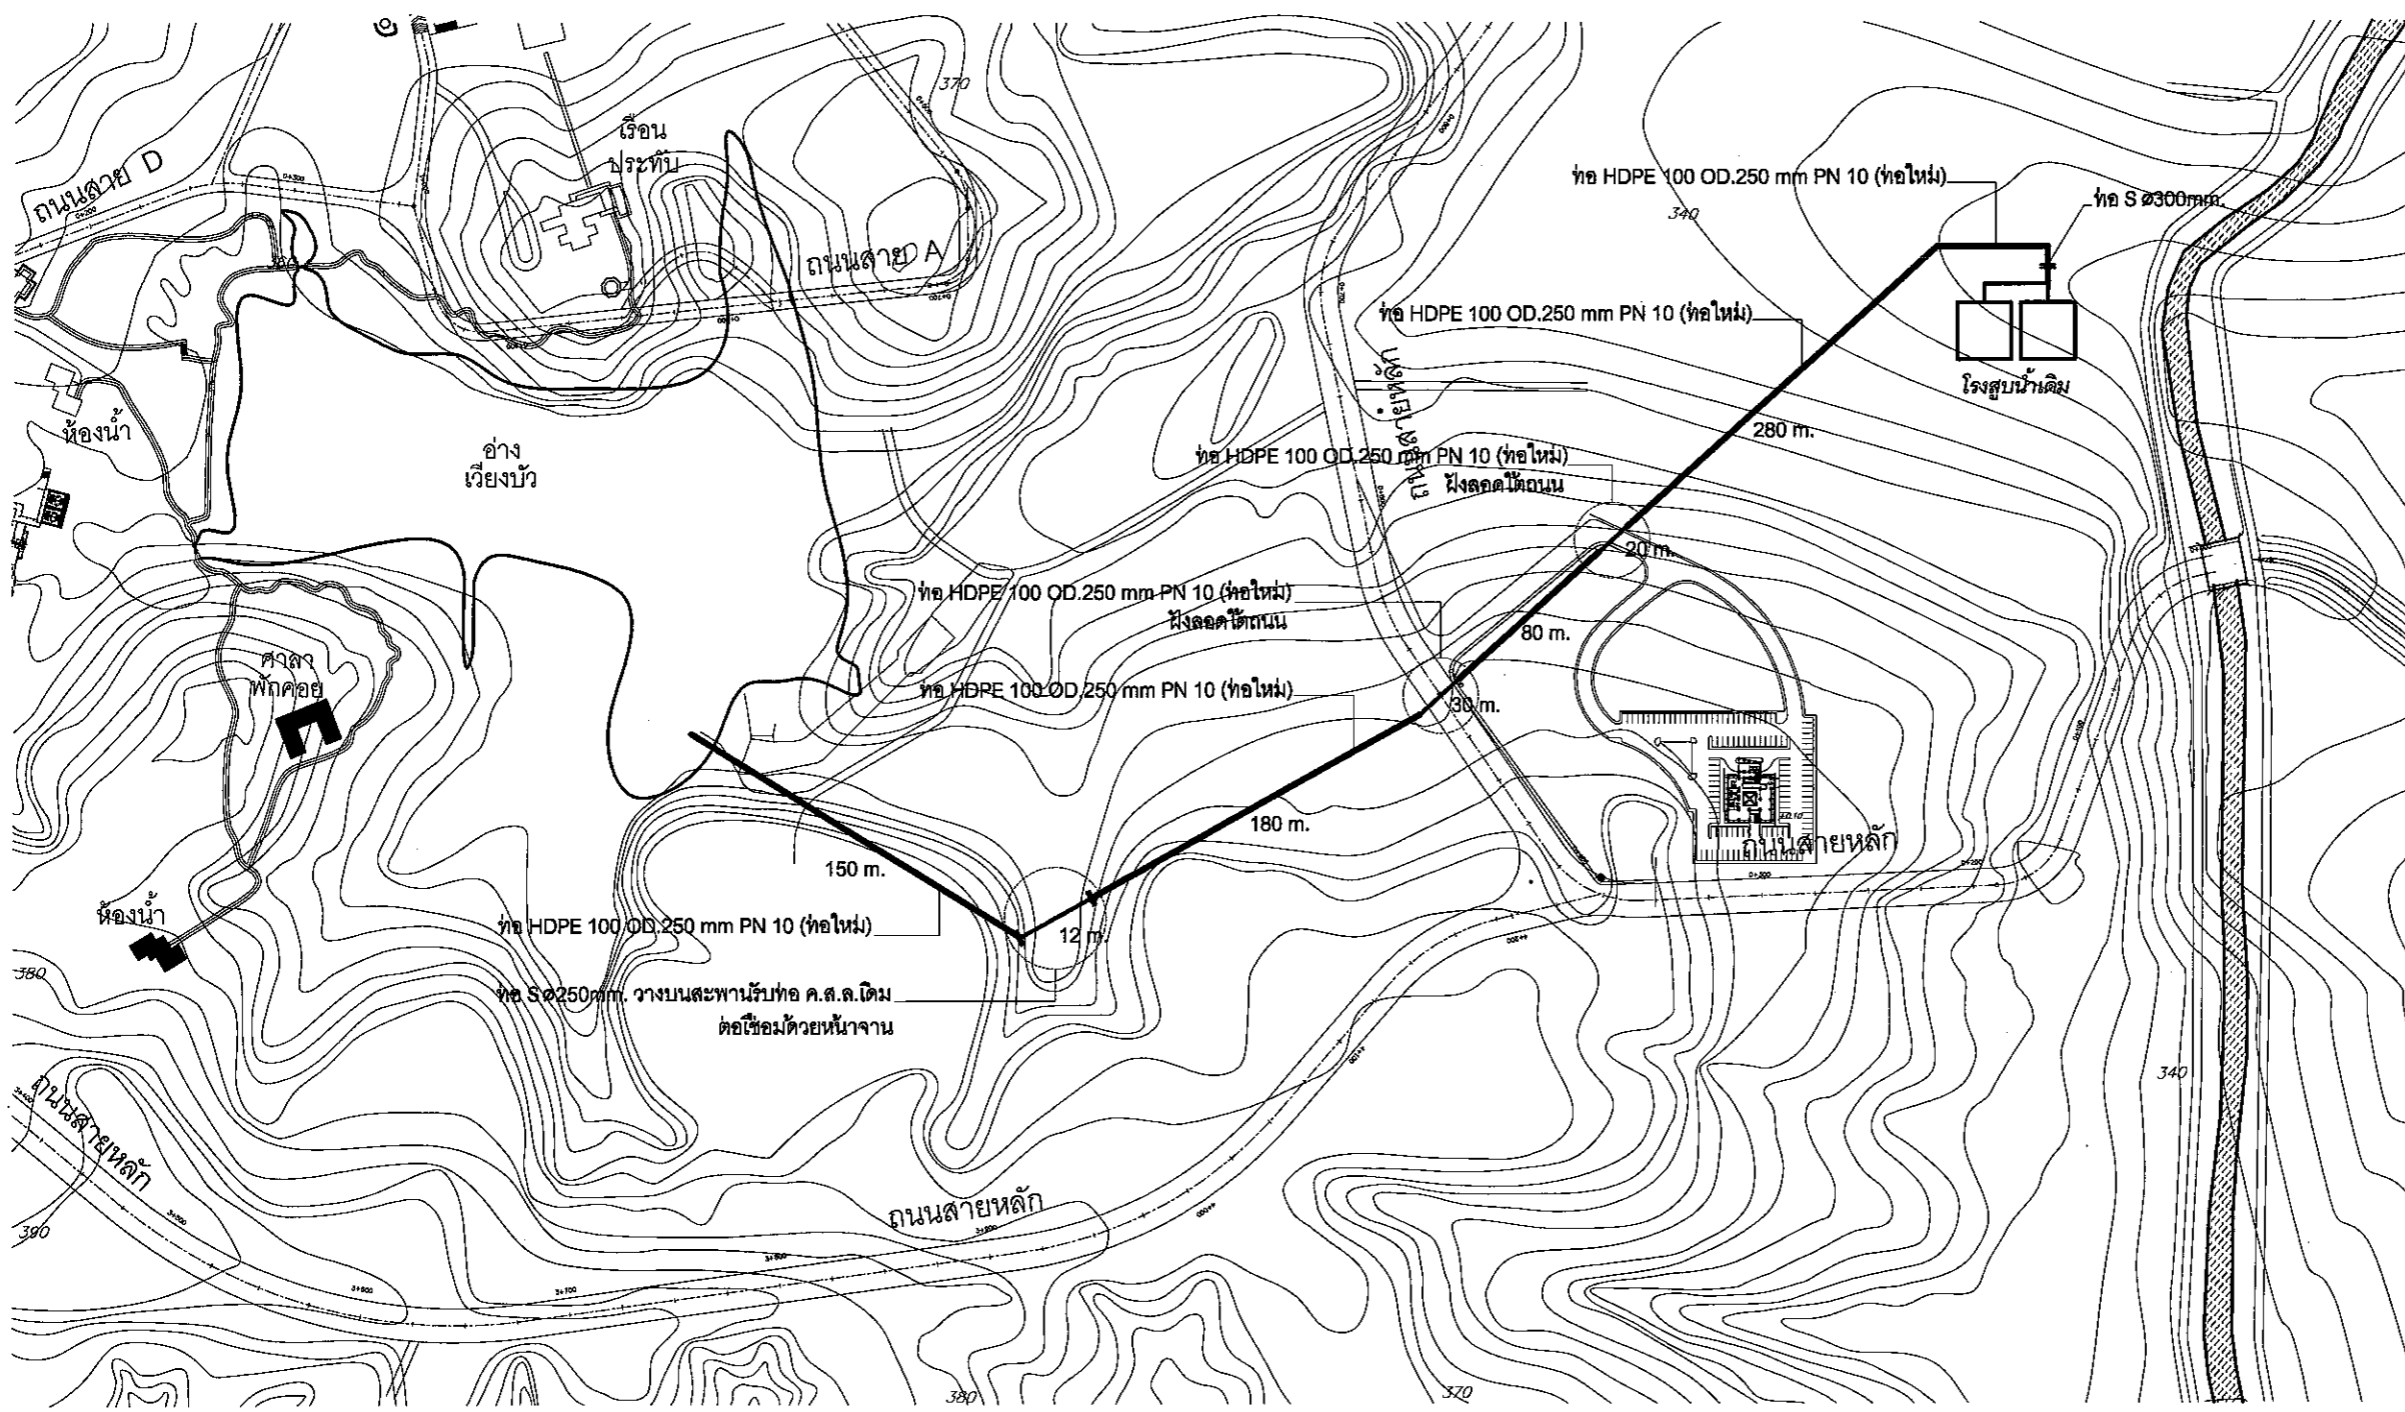 370
เรือน
ประทับ
ถนนสาย D
0+200
0+300
ถนนสาย A
ท่อ HDPE 100 OD.250 mm PN 10 (ท่อใหม่)
340
ท่อ S ø300mm.
ท่อ HDPE 100 OD.250 mm PN 10 (ท่อใหม่)
โรงสูบน้ำเดิม
280 m.
ห้องน้ำ
อ่าง
เวียงบัว
ท่อ HDPE 100 OD.250 mm PN 10 (ท่อใหม่)
ฝังลอดใต้ถนน
20 m.
ท่อ HDPE 100 OD.250 mm PN 10 (ท่อใหม่)
ฝังลอดใต้ถนน
80 m.
ศาลา
พักคอย
ท่อ HDPE 100 OD.250 mm PN 10 (ท่อใหม่)
30 m.
180 m.
ถนนสายหลัก
0+300
0+200
150 m.
ห้องน้ำ
ท่อ HDPE 100 OD.250 mm PN 10 (ท่อใหม่)
12 m.
380
ท่อ S ø250mm. วางบนสะพานรับท่อ ค.ส.ล.เดิม
ต่อเชื่อมด้วยหน้าจาน
340
ถนนสายหลัก
ถนนสายหลัก
390
4+000
4+100
380
370